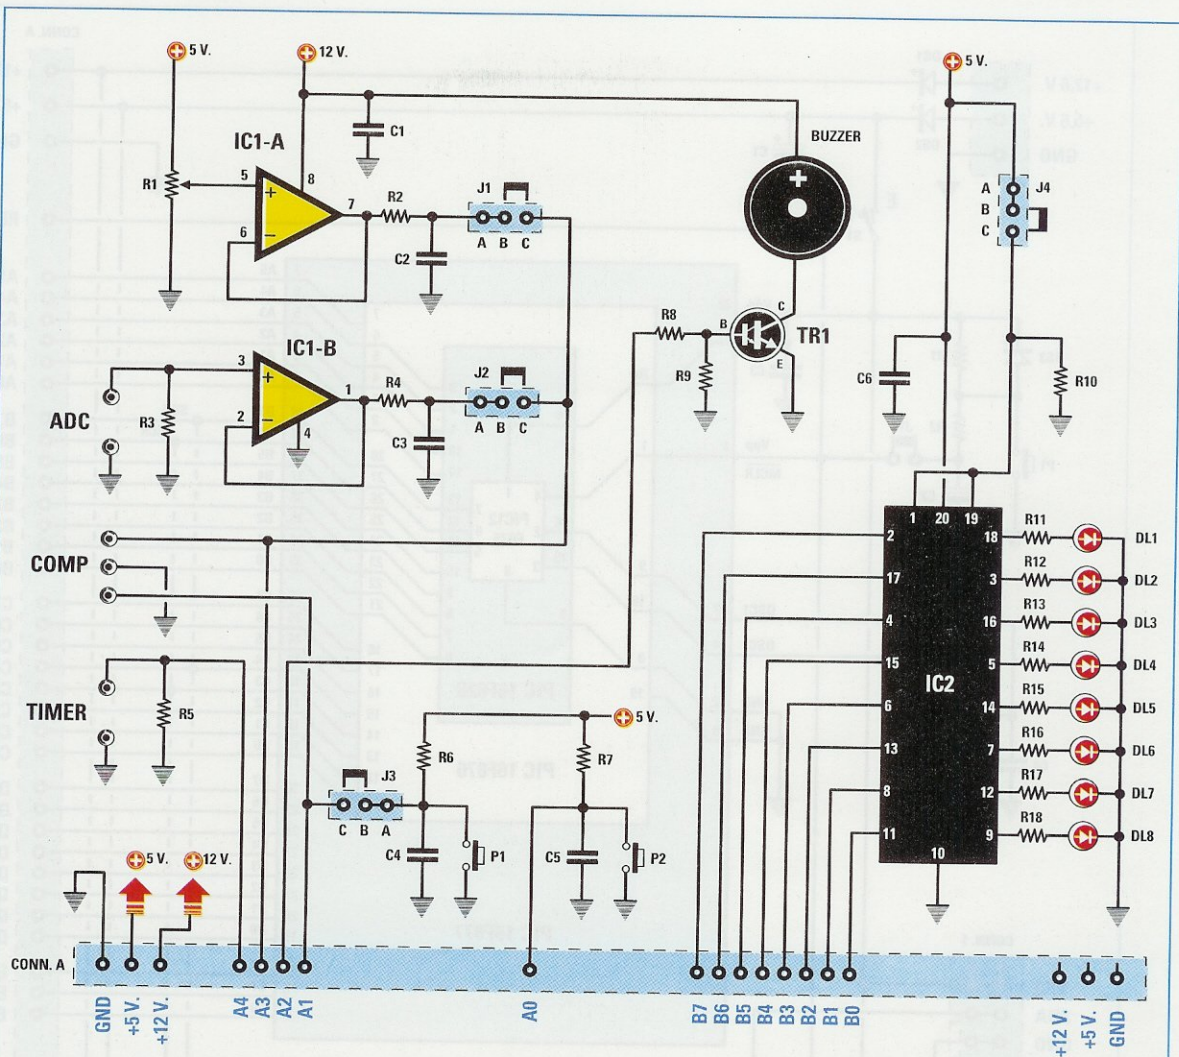 5 V.
12 V.
5 V.
C1
IC1-A
BUZZER
R1
5
+
8
7
R2
J1
A
J4
B
C
6
–
A B C
C2
C
R8
B
TR1
E
IC1-B
R9
C6
R10
3
+
1
R4
J2
ADC
R3
2
–
4
A B C
C3
1 20 19
COMP
2
18
R11
DL1
17
3
R12
DL2
4
16
R13
DL3
15
5
R14
DL4
IC2
TIMER
R5
6
14
R15
DL5
5 V.
R6
R7
13
7
R16
DL6
J3
8
12
R17
DL7
C B A
11
9
R18
DL8
C4
P1
C5
P2
10
5 V.
12 V.
CONN. A
GND
+5 V.
+12 V.
A4
A3
A2
A1
A0
B7
B6
B5
B4
B3
B2
B1
B0
+12 V.
+5 V.
GND